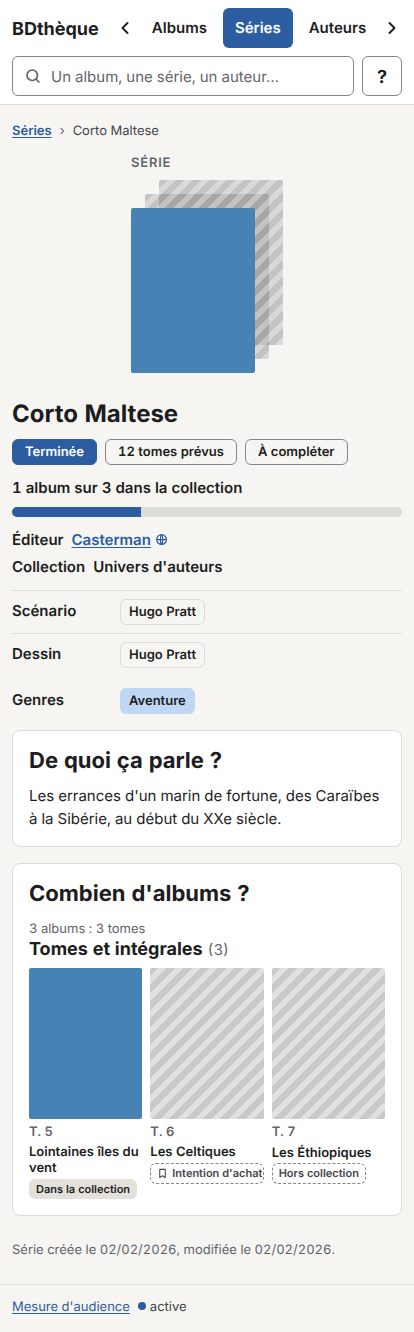 BDthèque Albums Séries Auteurs
Un album, une série, un auteur... ?
Séries › Corto Maltese
SÉRIE
Corto Maltese
Terminée 12 tomes prévus À compléter
1 album sur 3 dans la collection
Éditeur Casterman
Collection Univers d'auteurs
Scénario Hugo Pratt
Dessin Hugo Pratt
Genres Aventure
De quoi ça parle ?
Les errances d'un marin de fortune, des Caraïbes
à la Sibérie, au début du XXe siècle.
Combien d'albums ?
3 albums : 3 tomes
Tomes et intégrales (3)
T. 5 T. 6 T. 7
Lointaines îles du Les Celtiques Les Éthiopiques
vent Intention d'achat Hors collection
Dans la collection
Série créée le 02/02/2026, modifiée le 02/02/2026.
Mesure d'audience active